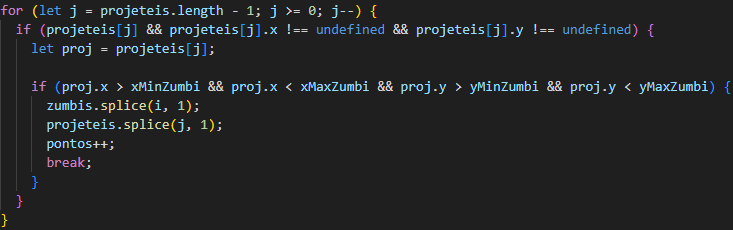 for (let j = projeteis.length - 1; j >= 0; j--) {
if (projeteis[j] && projeteis[j].x !== undefined && projeteis[j].y !== undefined) {
let proj = projeteis[j];
if (proj.x > xMinZumbi && proj.x < xMaxZumbi && proj.y > yMinZumbi && proj.y < yMaxZumbi) {
zumbis.splice(i, 1);
projeteis.splice(j, 1);
pontos++;
break;
}
}
}